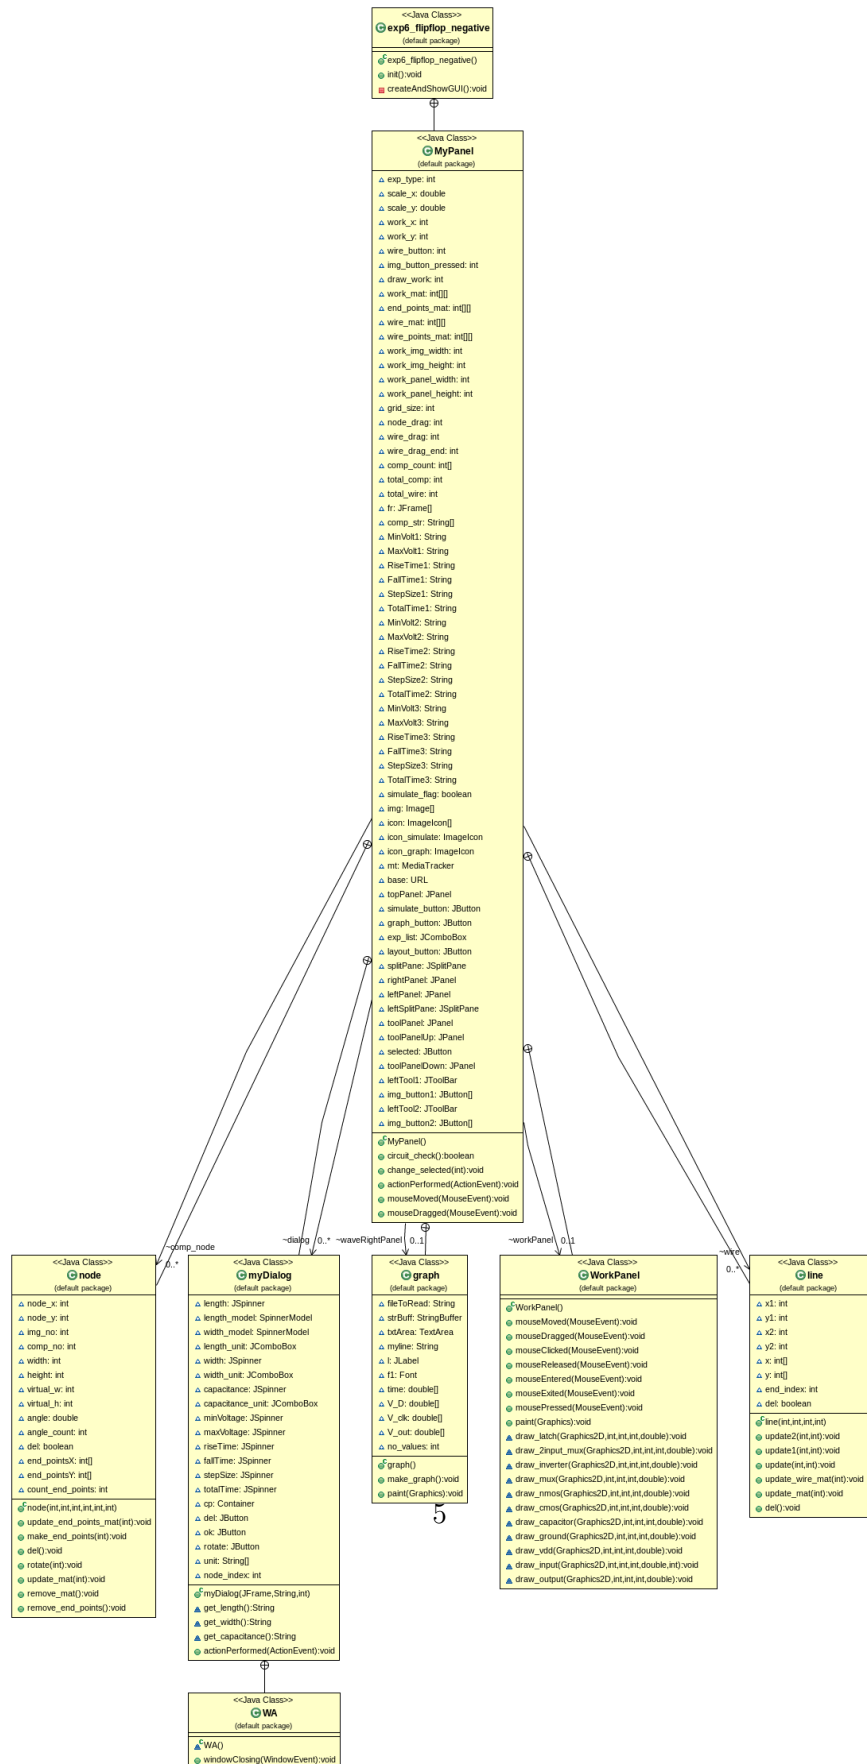 <<Java Class>>
exp6_flipflop_negative
(default package)
exp6_flipflop_negative()
init():void
createAndShowGUI():void
<<Java Class>>
MyPanel
(default package)
exp_type: int
scale_x: double
scale_y: double
work_x: int
work_y: int
wire_button: int
img_button_pressed: int
draw_work: int
work_mat: int[][]
end_points_mat: int[][]
wire_mat: int[][]
wire_points_mat: int[][]
work_img_width: int
work_img_height: int
work_panel_width: int
work_panel_height: int
grid_size: int
node_drag: int
wire_drag: int
wire_drag_end: int
comp_count: int[]
total_comp: int
total_wire: int
fr: JFrame[]
comp_str: String[]
MinVolt1: String
MaxVolt1: String
RiseTime1: String
FallTime1: String
StepSize1: String
TotalTime1: String
MinVolt2: String
MaxVolt2: String
RiseTime2: String
FallTime2: String
StepSize2: String
TotalTime2: String
MinVolt3: String
MaxVolt3: String
RiseTime3: String
FallTime3: String
StepSize3: String
TotalTime3: String
simulate_flag: boolean
img: Image[]
icon: ImageIcon[]
icon_simulate: ImageIcon
icon_graph: ImageIcon
mt: MediaTracker
base: URL
topPanel: JPanel
simulate_button: JButton
graph_button: JButton
exp_list: JComboBox
layout_button: JButton
splitPane: JSplitPane
rightPanel: JPanel
leftPanel: JPanel
leftSplitPane: JSplitPane
toolPanel: JPanel
toolPanelUp: JPanel
selected: JButton
toolPanelDown: JPanel
leftTool1: JToolBar
img_button1: JButton[]
leftTool2: JToolBar
img_button2: JButton[]
MyPanel()
circuit_check():boolean
change_selected(int):void
actionPerformed(ActionEvent):void
mouseMoved(MouseEvent):void
mouseDragged(MouseEvent):void
~comp_node
0..*
~dialog 0..*
~waveRightPanel 0..1
~workPanel 0..1
~wire
0..*
<<Java Class>>
node
(default package)
node_x: int
node_y: int
img_no: int
comp_no: int
width: int
height: int
virtual_w: int
virtual_h: int
angle: double
angle_count: int
del: boolean
end_pointsX: int[]
end_pointsY: int[]
count_end_points: int
node(int,int,int,int,int,int)
update_end_points_mat(int):void
make_end_points(int):void
del():void
rotate(int):void
update_mat(int):void
remove_mat():void
remove_end_points():void
<<Java Class>>
myDialog
(default package)
length: JSpinner
length_model: SpinnerModel
width_model: SpinnerModel
length_unit: JComboBox
width: JSpinner
width_unit: JComboBox
capacitance: JSpinner
capacitance_unit: JComboBox
minVoltage: JSpinner
maxVoltage: JSpinner
riseTime: JSpinner
fallTime: JSpinner
stepSize: JSpinner
totalTime: JSpinner
cp: Container
del: JButton
ok: JButton
rotate: JButton
unit: String[]
node_index: int
myDialog(JFrame,String,int)
get_length():String
get_width():String
get_capacitance():String
actionPerformed(ActionEvent):void
<<Java Class>>
graph
(default package)
fileToRead: String
strBuff: StringBuffer
txtArea: TextArea
myline: String
l: JLabel
f1: Font
time: double[]
V_D: double[]
V_clk: double[]
V_out: double[]
no_values: int
graph()
make_graph():void
paint(Graphics):void
5
<<Java Class>>
WorkPanel
(default package)
WorkPanel()
mouseMoved(MouseEvent):void
mouseDragged(MouseEvent):void
mouseClicked(MouseEvent):void
mouseReleased(MouseEvent):void
mouseEntered(MouseEvent):void
mouseExited(MouseEvent):void
mousePressed(MouseEvent):void
paint(Graphics):void
draw_latch(Graphics2D,int,int,int,double):void
draw_2input_mux(Graphics2D,int,int,int,double):void
draw_inverter(Graphics2D,int,int,int,double):void
draw_mux(Graphics2D,int,int,int,double):void
draw_nmos(Graphics2D,int,int,int,double):void
draw_cmos(Graphics2D,int,int,int,double):void
draw_capacitor(Graphics2D,int,int,int,double):void
draw_ground(Graphics2D,int,int,int,double):void
draw_vdd(Graphics2D,int,int,int,double):void
draw_input(Graphics2D,int,int,int,double,int):void
draw_output(Graphics2D,int,int,int,double):void
<<Java Class>>
line
(default package)
x1: int
y1: int
x2: int
y2: int
x: int[]
y: int[]
end_index: int
del: boolean
line(int,int,int,int)
update2(int,int):void
update1(int,int):void
update(int,int):void
update_wire_mat(int):void
update_mat(int):void
del():void
<<Java Class>>
WA
(default package)
WA()
windowClosing(WindowEvent):void